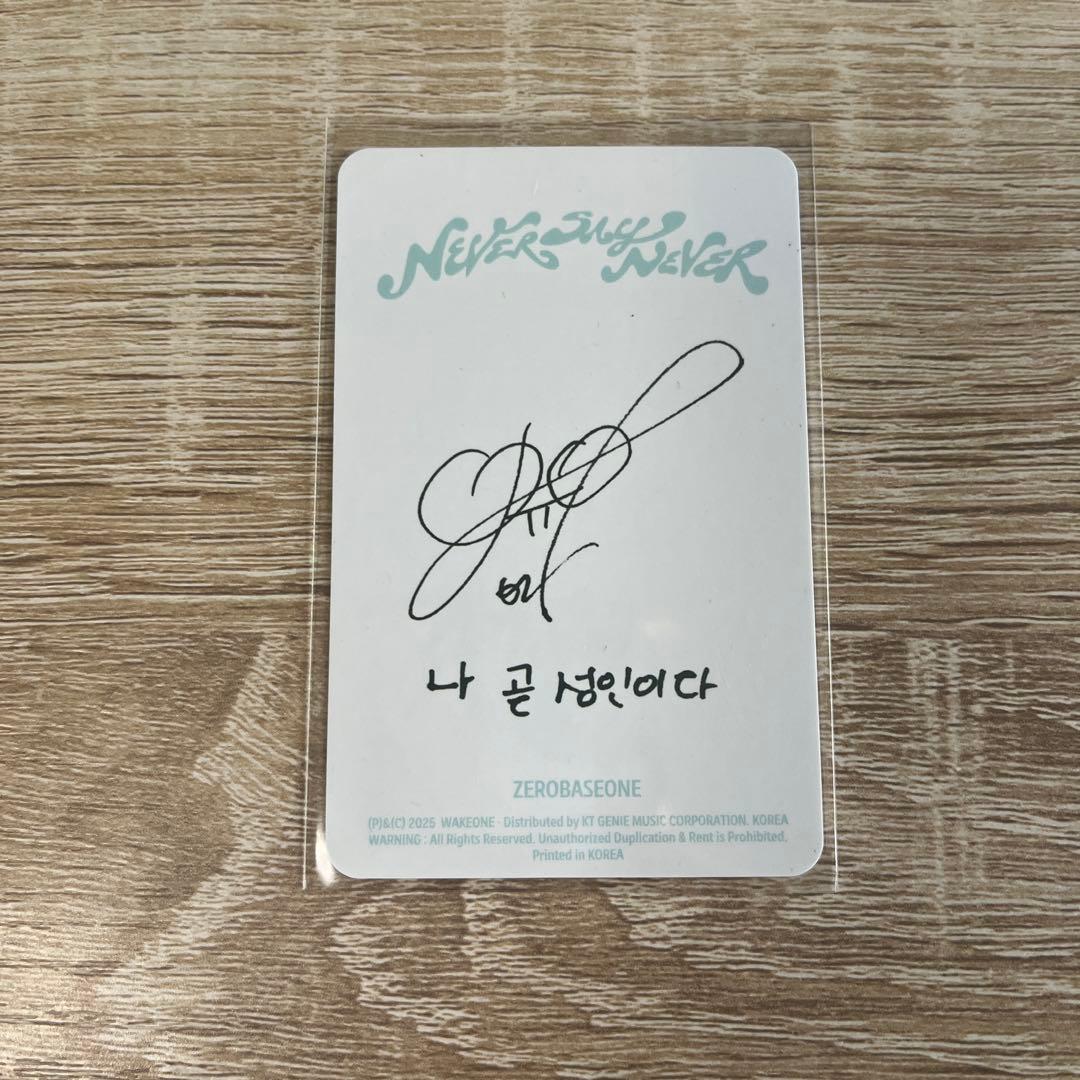 NEVER Say NEVER
나 곧 성인이다
ZEROBASEONE
(P)&(C) 2025 WAKEONE · Distributed by KT GENIE MUSIC CORPORATION. KOREA
WARNING : All Rights Reserved. Unauthorized Duplication & Rent is Prohibited.
Printed in KOREA